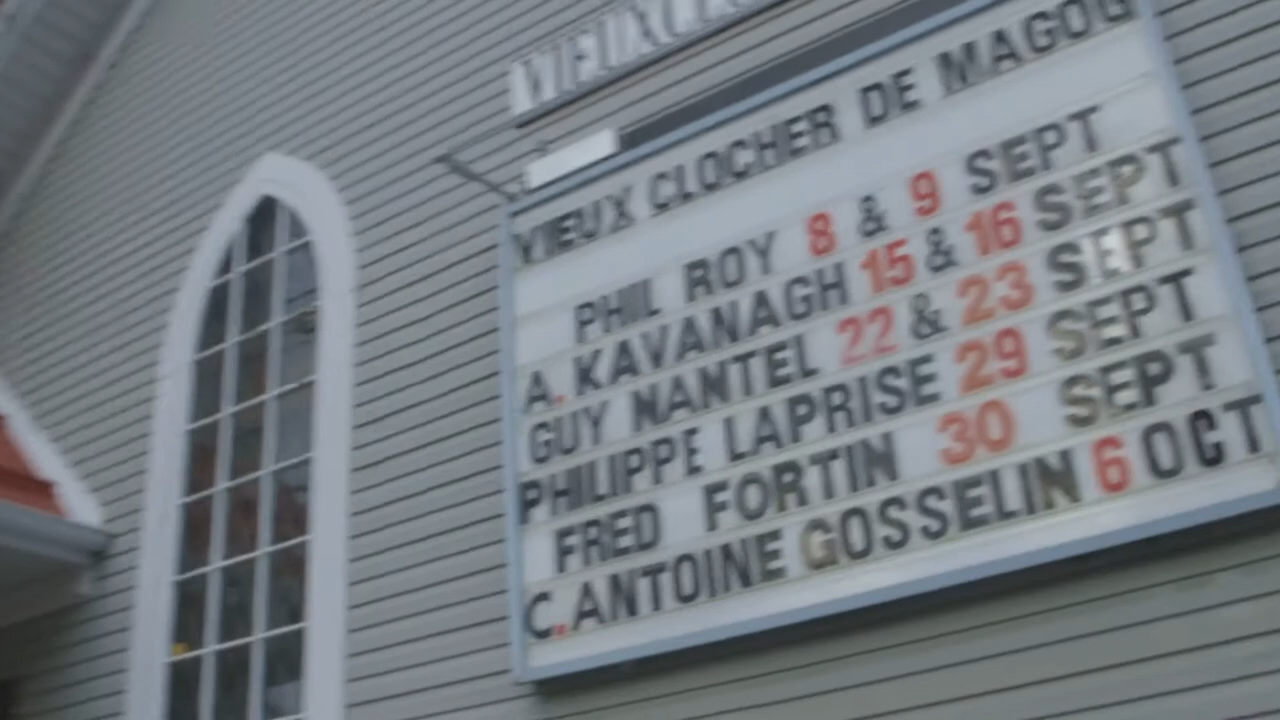 VIEUX CLOCHER DE MAGOG
PHIL ROY 8 & 9 SEPT
A. KAVANAGH 15 & 16 SEPT
GUY NANTEL 22 & 23 SEPT
PHILIPPE LAPRISE 29 SEPT
FRED FORTIN 30 SEPT
C. ANTOINE GOSSELIN 6 OCT